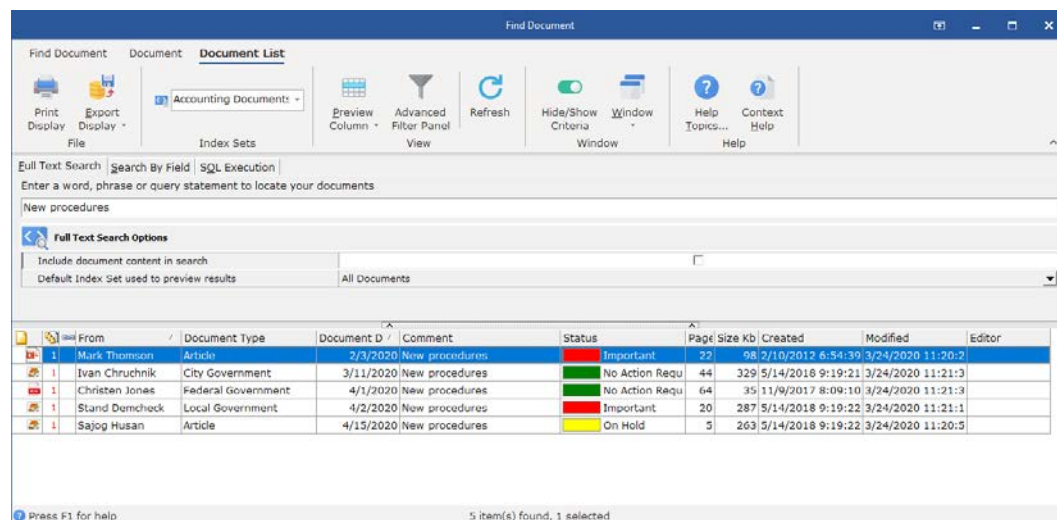 Find Document
Find Document Document Document List
Accounting Documents
Print Display Export Display Preview Column Advanced Filter Panel Refresh Hide/Show Criteria Window Help Topics... Context Help
File Index Sets View Window Help
Full Text Search Search By Field SQL Execution
Enter a word, phrase or query statement to locate your documents
New procedures
Full Text Search Options
Include document content in search
Default Index Set used to preview results All Documents
From Document Type Document D Comment Status Page Size Kb Created Modified Editor
1 Mark Thomson Article 2/3/2020 New procedures Important 22 98 2/10/2012 6:54:39 3/24/2020 11:20:2
1 Ivan Chruchnik City Government 3/11/2020 New procedures No Action Requ 44 329 5/14/2018 9:19:21 3/24/2020 11:21:3
1 Christen Jones Federal Government 4/1/2020 New procedures No Action Requ 64 35 11/9/2017 8:09:10 3/24/2020 11:21:3
1 Stand Demcheck Local Government 4/2/2020 New procedures Important 20 287 5/14/2018 9:19:22 3/24/2020 11:21:1
1 Sajog Husan Article 4/15/2020 New procedures On Hold 5 263 5/14/2018 9:19:22 3/24/2020 11:20:5
Press F1 for help 5 item(s) found, 1 selected